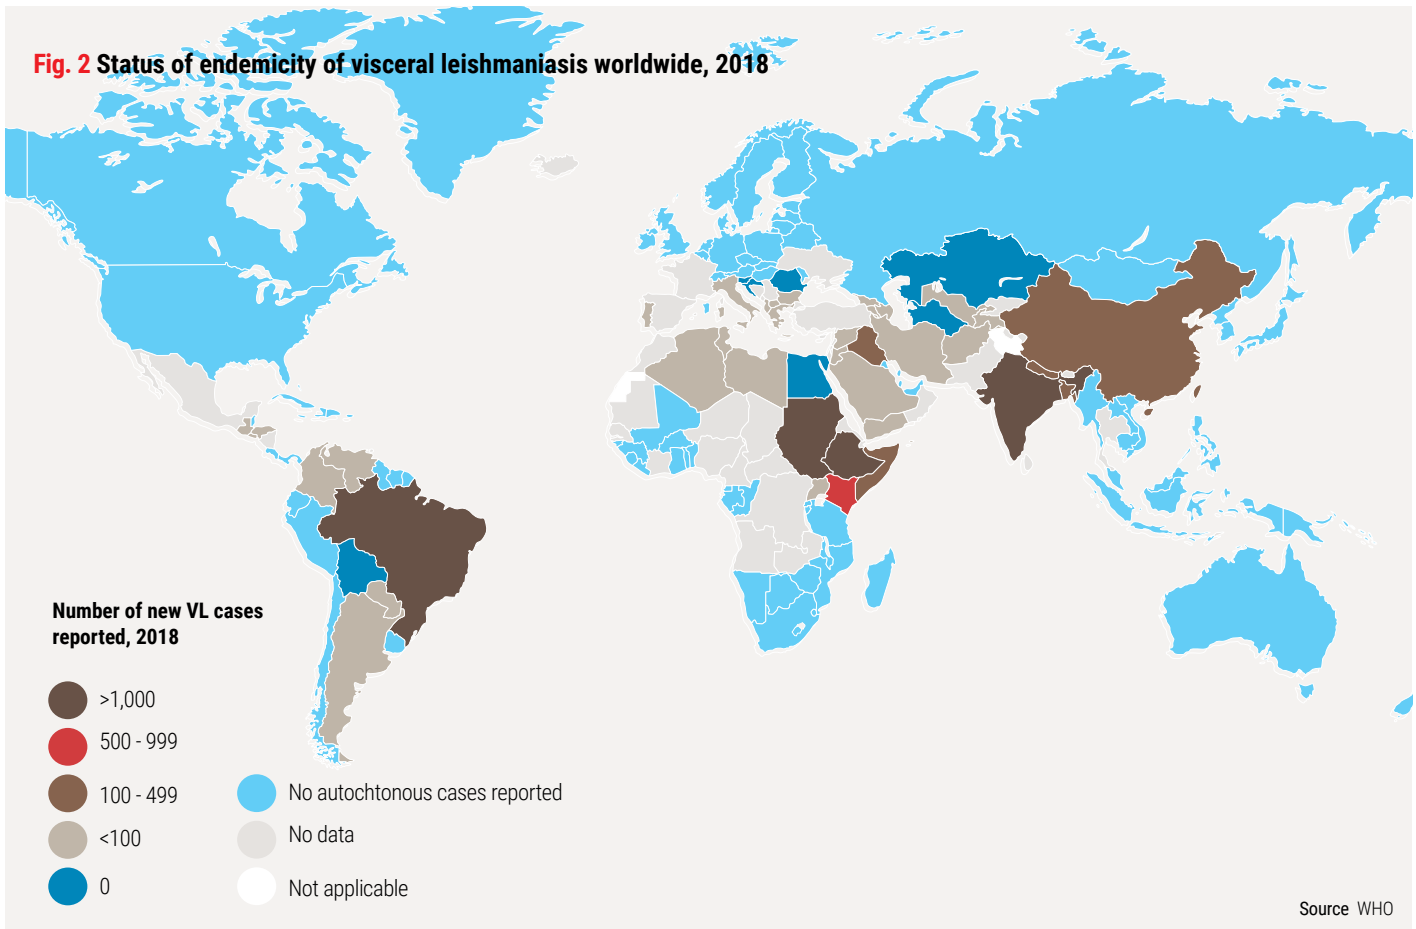 Fig. 2 Status of endemicity of visceral leishmaniasis worldwide, 2018
Number of new VL cases
reported, 2018
>1,000
500 - 999
100 - 499
<100
0
No autochtonous cases reported
No data
Not applicable
Source WHO